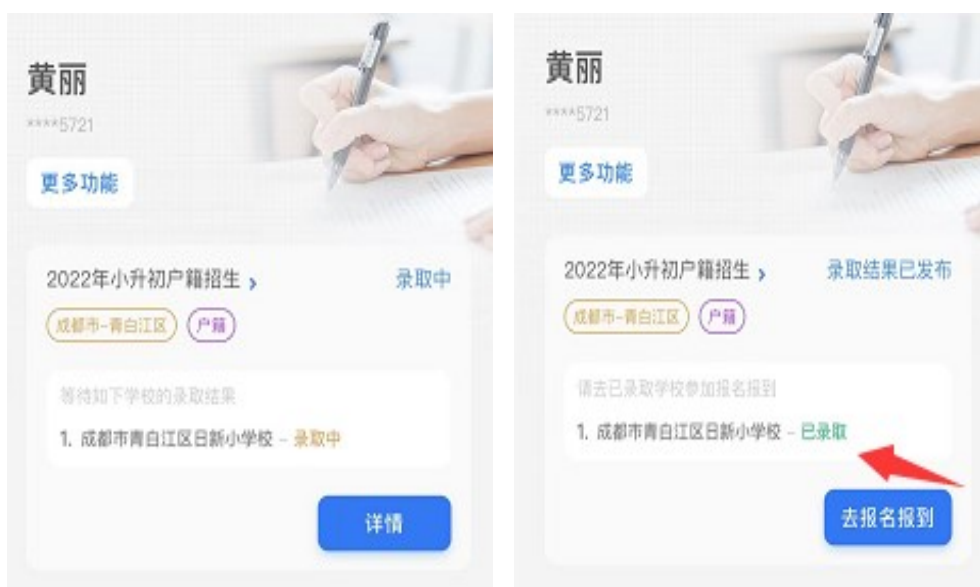 黄丽
****5721
更多功能
2022年小升初户籍招生 >
录取中
成都市-青白江区
户籍
等待如下学校的录取结果
1. 成都市青白江区日新小学校 - 录取中
详情
黄丽
****5721
更多功能
2022年小升初户籍招生 >
录取结果已发布
成都市-青白江区
户籍
请去已录取学校参加报名报到
1. 成都市青白江区日新小学校 - 已录取
去报名报到